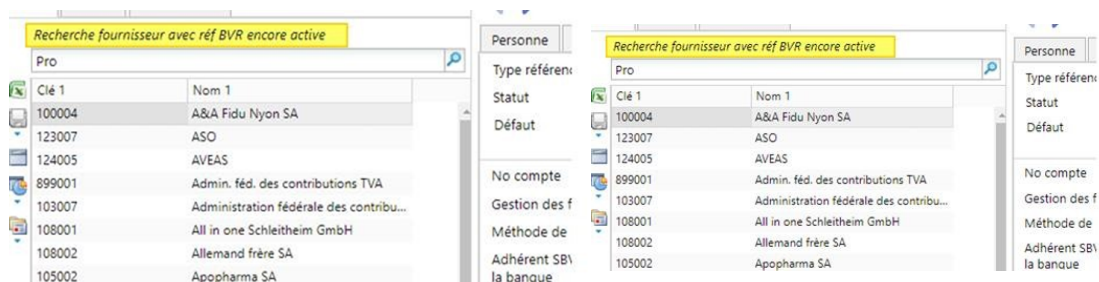 Recherche fournisseur avec réf BVR encore active
Pro
Clé 1 Nom 1
100004 A&A Fidu Nyon SA
123007 ASO
124005 AVEAS
899001 Admin. féd. des contributions TVA
103007 Administration fédérale des contribu...
108001 All in one Schleitheim GmbH
108002 Allemand frère SA
105002 Apopharma SA
Personne
Type référen
Statut
Défaut
No compte
Gestion des f
Méthode de
Adhérent SBV
la banque
Recherche fournisseur avec réf BVR encore active
Pro
Clé 1 Nom 1
100004 A&A Fidu Nyon SA
123007 ASO
124005 AVEAS
899001 Admin. féd. des contributions TVA
103007 Administration fédérale des contribu...
108001 All in one Schleitheim GmbH
108002 Allemand frère SA
105002 Apopharma SA
Personne
Type référen
Statut
Défaut
No compte
Gestion des f
Méthode de
Adhérent SBV
la banque